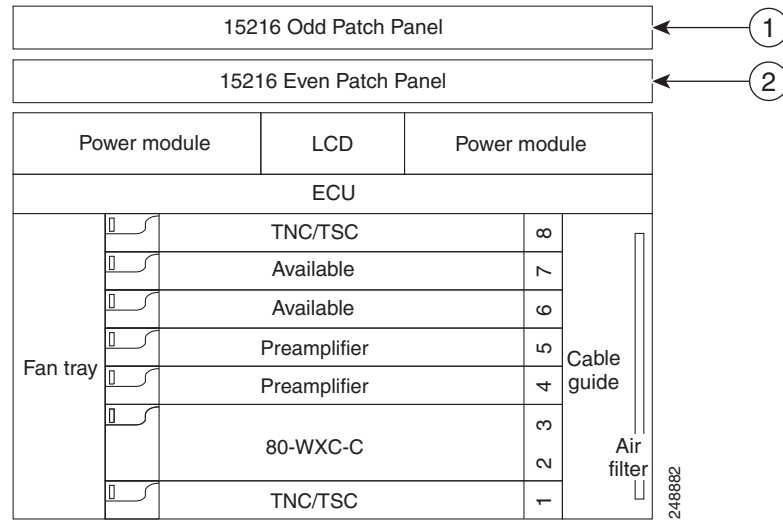 15216 Odd Patch Panel
1
15216 Even Patch Panel
2
Power module
LCD
Power module
ECU
TNC/TSC
8
Available
7
Available
6
Preamplifier
5
Preamplifier
4
80-WXC-C
3
2
TNC/TSC
1
Fan tray
Cable
guide
Air
filter
248882